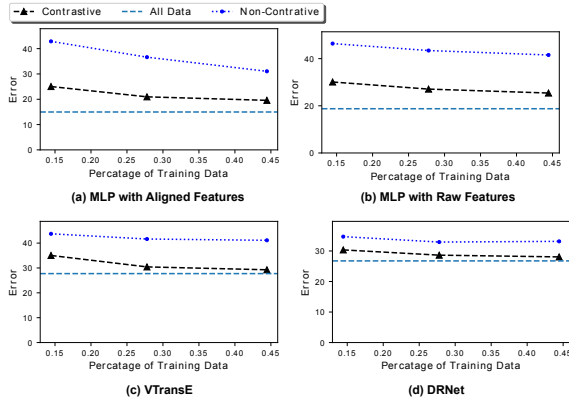 Contrastive All Data Non-Contrative
40
30
20
10
0
Error
0.15 0.20 0.25 0.30 0.35 0.40 0.45
Percatage of Training Data
(a) MLP with Aligned Features
40
20
0
Error
0.15 0.20 0.25 0.30 0.35 0.40 0.45
Percatage of Training Data
(b) MLP with Raw Features
40
30
20
10
0
Error
0.15 0.20 0.25 0.30 0.35 0.40 0.45
Percatage of Training Data
(c) VTransE
30
20
10
0
Error
0.15 0.20 0.25 0.30 0.35 0.40 0.45
Percatage of Training Data
(d) DRNet